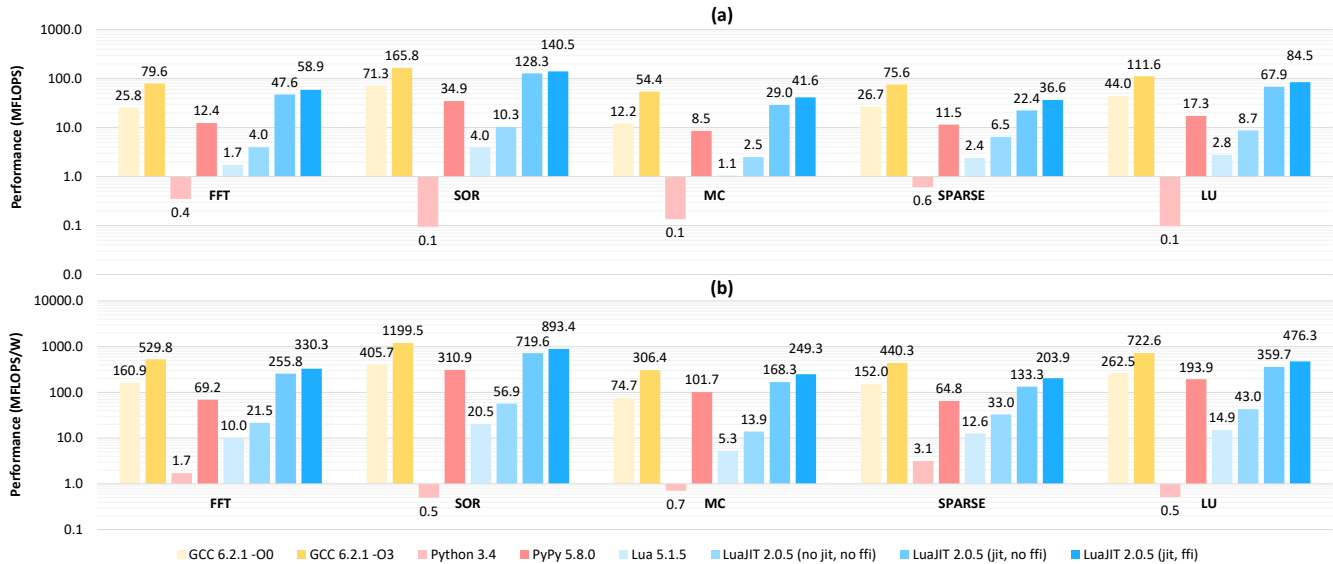 (a)
Performance (MFLOPS)
1000.0
100.0
10.0
1.0
0.1
0.0
25.8 79.6 0.4 12.4 1.7 4.0 47.6 58.9
71.3 165.8 0.1 34.9 4.0 10.3 128.3 140.5
12.2 54.4 0.1 8.5 1.1 2.5 29.0 41.6
26.7 75.6 0.6 11.5 2.4 6.5 22.4 36.6
44.0 111.6 0.1 17.3 2.8 8.7 67.9 84.5
FFT SOR MC SPARSE LU
(b)
Performance (MFLOPS/W)
10000.0
1000.0
100.0
10.0
1.0
0.1
160.9 529.8 1.7 69.2 10.0 21.5 255.8 330.3
405.7 1199.5 0.5 310.9 20.5 56.9 719.6 893.4
74.7 306.4 0.7 101.7 5.3 13.9 168.3 249.3
152.0 440.3 3.1 64.8 12.6 33.0 133.3 203.9
262.5 722.6 0.5 193.9 14.9 43.0 359.7 476.3
FFT SOR MC SPARSE LU
GCC 6.2.1 -O0 GCC 6.2.1 -O3 Python 3.4 PyPy 5.8.0 Lua 5.1.5 LuaJIT 2.0.5 (no jit, no ffi) LuaJIT 2.0.5 (jit, no ffi) LuaJIT 2.0.5 (jit, ffi)